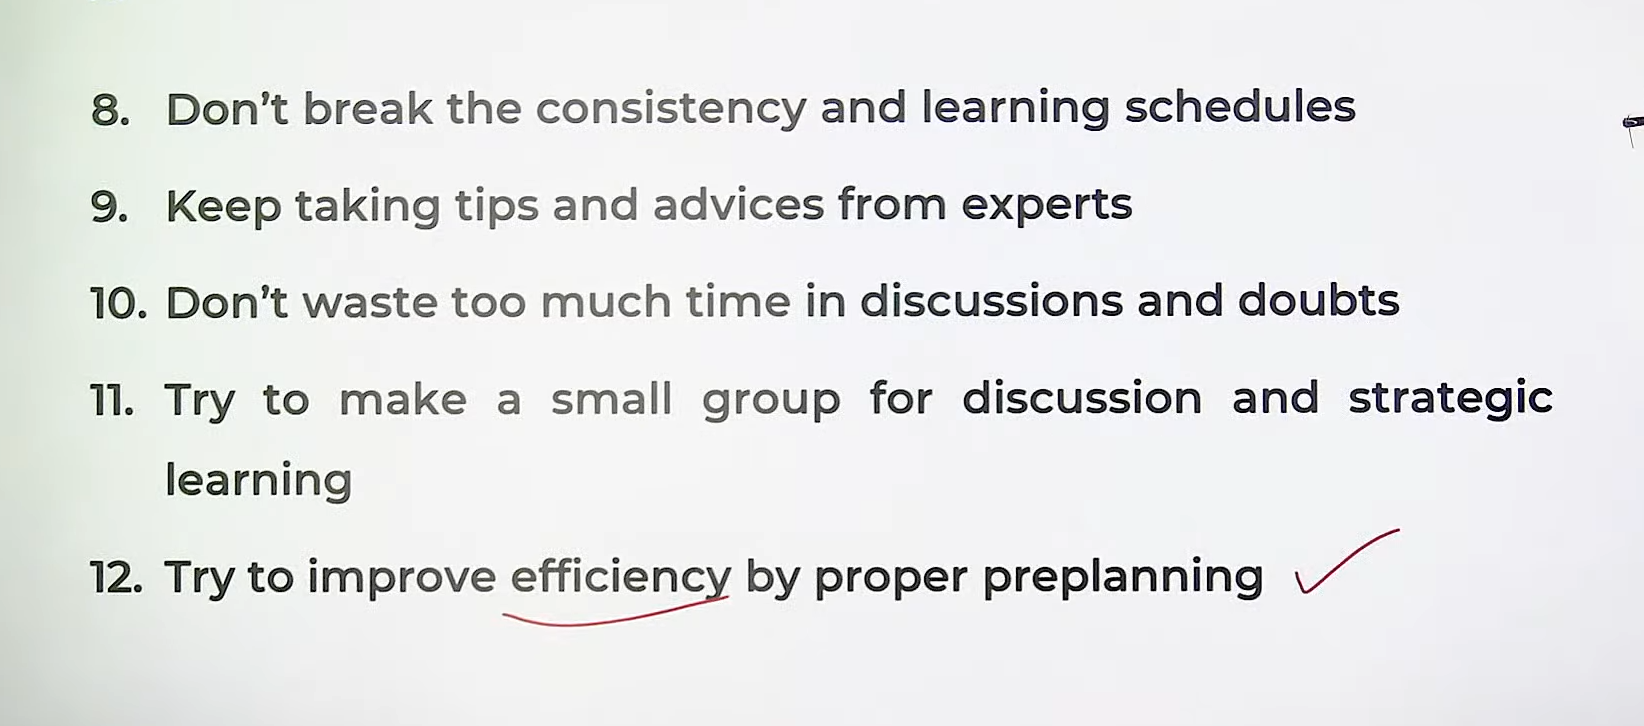 8. Don't break the consistency and learning schedules
9. Keep taking tips and advices from experts
10. Don't waste too much time in discussions and doubts
11. Try to make a small group for discussion and strategic
learning
12. Try to improve efficiency by proper preplanning